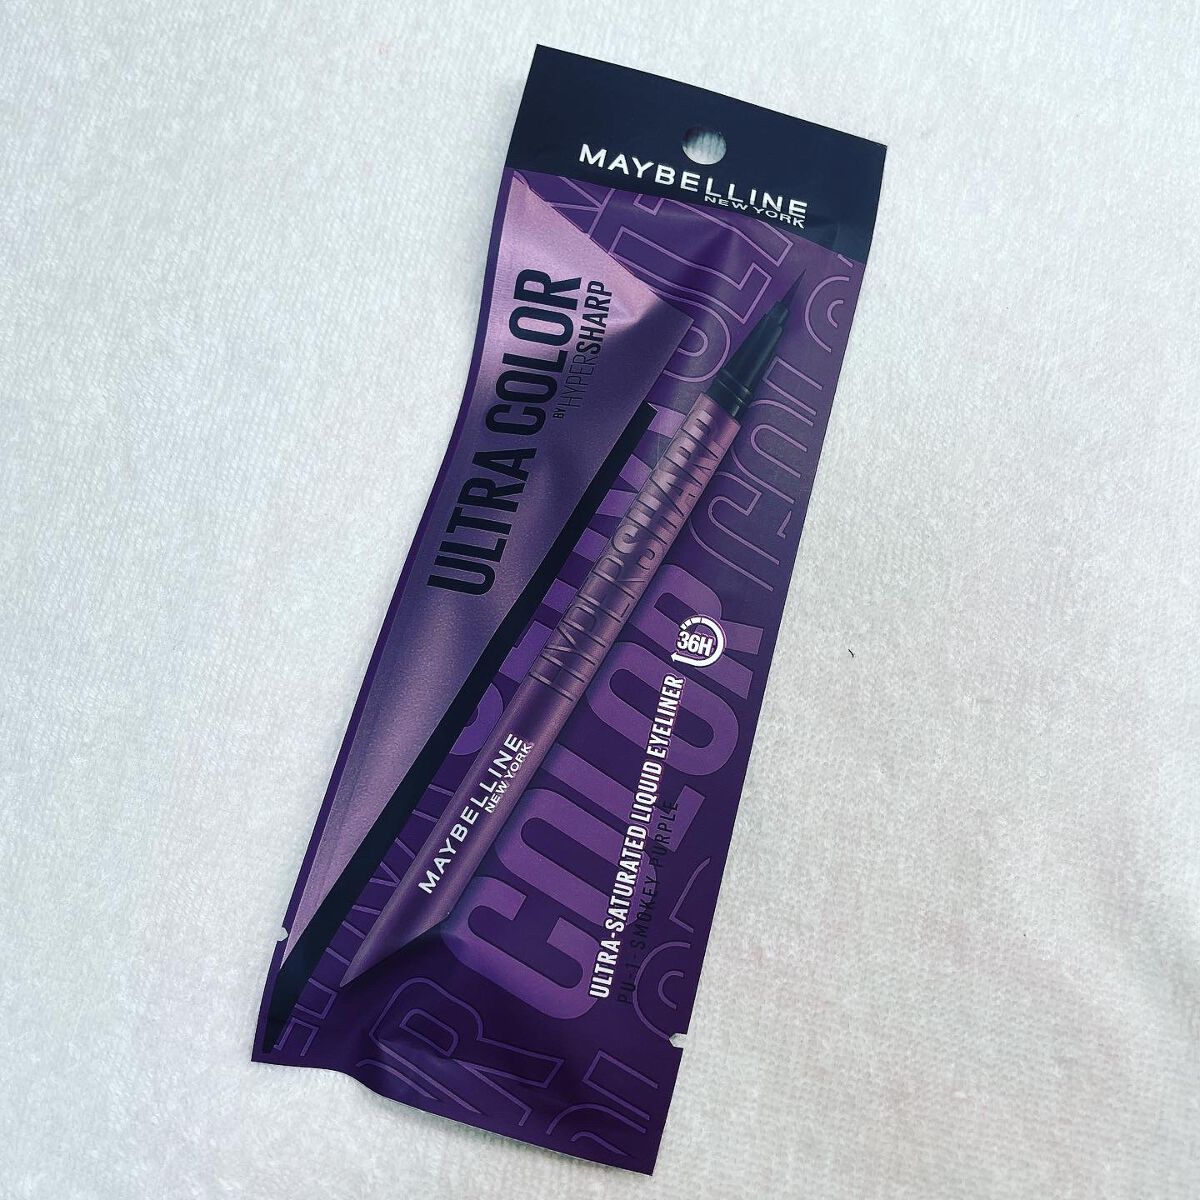 MAYBELLINE
NEW YORK
ULTRA COLOR
BY HYPERSHARP
HYPERSHARP
MAYBELLINE
NEW YORK
COLOR
36H
ULTRA-SATURATED LIQUID EYELINER
PU-1-SMOKEY PURPLE